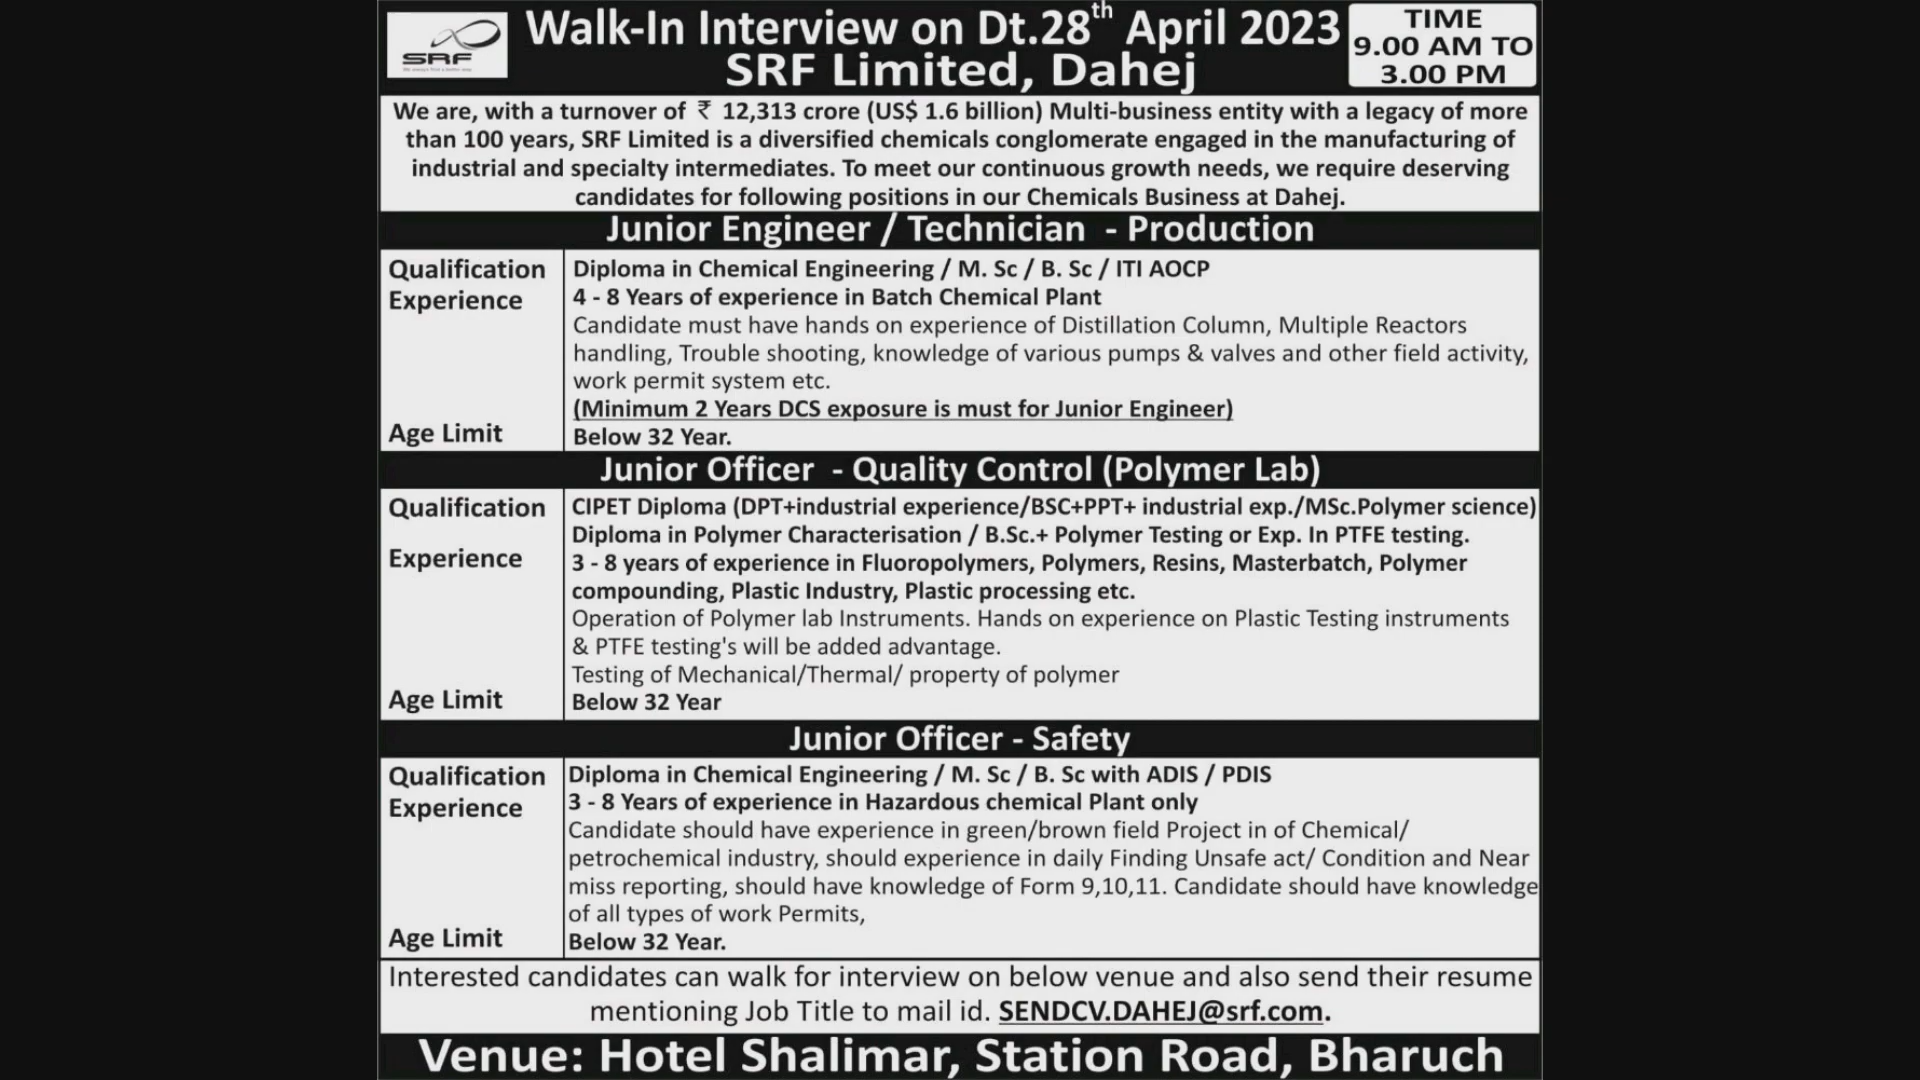 SRF
Walk-In Interview on Dt.28th April 2023
SRF Limited, Dahej
TIME
9.00 AM TO
3.00 PM
We are, with a turnover of ₹ 12,313 crore (US$ 1.6 billion) Multi-business entity with a legacy of more
than 100 years, SRF Limited is a diversified chemicals conglomerate engaged in the manufacturing of
industrial and specialty intermediates. To meet our continuous growth needs, we require deserving
candidates for following positions in our Chemicals Business at Dahej.
Junior Engineer / Technician - Production
Qualification Diploma in Chemical Engineering / M. Sc / B. Sc / ITI AOCP
Experience 4 - 8 Years of experience in Batch Chemical Plant
Candidate must have hands on experience of Distillation Column, Multiple Reactors
handling, Trouble shooting, knowledge of various pumps & valves and other field activity,
work permit system etc.
(Minimum 2 Years DCS exposure is must for Junior Engineer)
Age Limit Below 32 Year.
Junior Officer - Quality Control (Polymer Lab)
Qualification CIPET Diploma (DPT+industrial experience/BSC+PPT+ industrial exp./MSc.Polymer science)
Diploma in Polymer Characterisation / B.Sc.+ Polymer Testing or Exp. In PTFE testing.
Experience 3 - 8 years of experience in Fluoropolymers, Polymers, Resins, Masterbatch, Polymer
compounding, Plastic Industry, Plastic processing etc.
Operation of Polymer lab Instruments. Hands on experience on Plastic Testing instruments
& PTFE testing's will be added advantage.
Testing of Mechanical/Thermal/ property of polymer
Age Limit Below 32 Year
Junior Officer - Safety
Qualification Diploma in Chemical Engineering / M. Sc / B. Sc with ADIS / PDIS
Experience 3 - 8 Years of experience in Hazardous chemical Plant only
Candidate should have experience in green/brown field Project in of Chemical/
petrochemical industry, should experience in daily Finding Unsafe act/ Condition and Near
miss reporting, should have knowledge of Form 9,10,11. Candidate should have knowledge
of all types of work Permits,
Age Limit Below 32 Year.
Interested candidates can walk for interview on below venue and also send their resume
mentioning Job Title to mail id. SENDCV.DAHEJ@srf.com.
Venue: Hotel Shalimar, Station Road, Bharuch